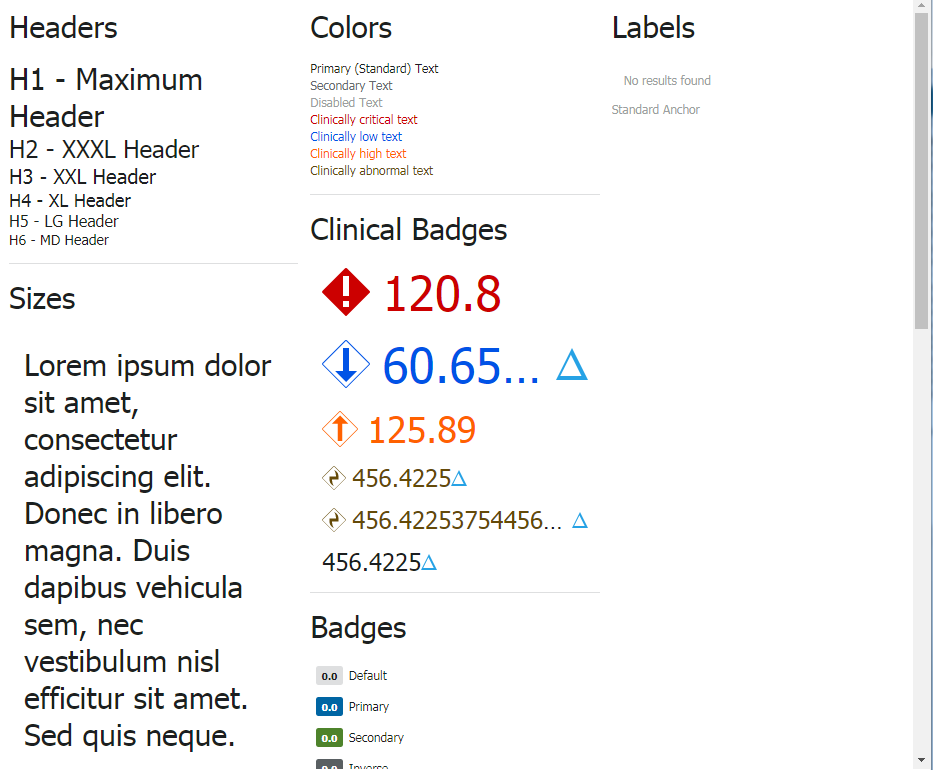 Headers
H1 - Maximum
Header
H2 - XXXL Header
H3 - XXL Header
H4 - XL Header
H5 - LG Header
H6 - MD Header
Sizes
Lorem ipsum dolor
sit amet,
consectetur
adipiscing elit.
Donec in libero
magna. Duis
dapibus vehicula
sem, nec
vestibulum nisl
efficitur sit amet.
Sed quis neque.
Colors
Primary (Standard) Text
Secondary Text
Disabled Text
Clinically critical text
Clinically low text
Clinically high text
Clinically abnormal text
Clinical Badges
120.8
60.65... Δ
125.89
456.4225Δ
456.42253754456... Δ
456.4225Δ
Badges
0.0 Default
0.0 Primary
0.0 Secondary
0.0 Inverse
Labels
No results found
Standard Anchor